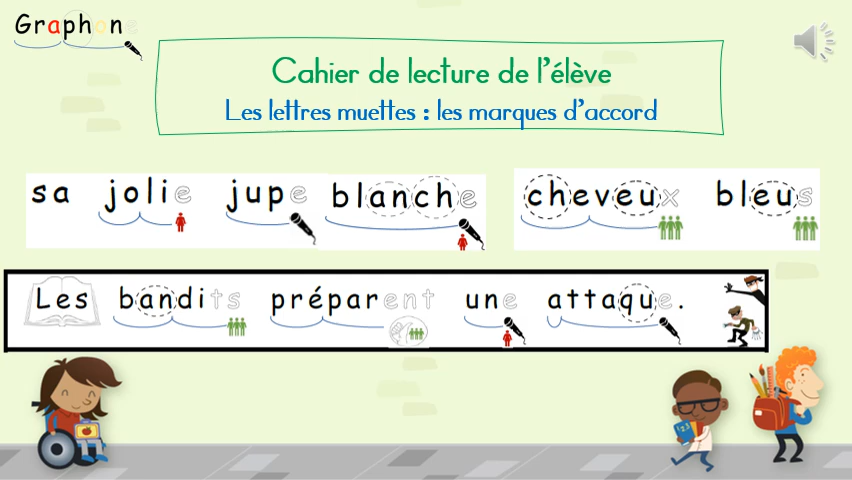 Graphone
Cahier de lecture de l'élève
Les lettres muettes : les marques d'accord
sa jolie jupe blanche cheveux bleus
Les bandits préparent une attaque.